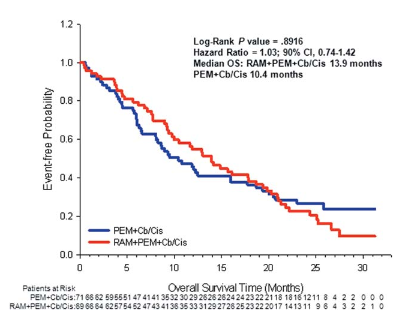 Log-Rank P value = .8916
Hazard Ratio = 1.03; 90% CI, 0.74-1.42
Median OS: RAM+PEM+Cb/Cis 13.9 months
PEM+Cb/Cis 10.4 months
Event-free Probability
1.2
1.0
0.8
0.6
0.4
0.2
0.0
PEM+Cb/Cis
RAM+PEM+Cb/Cis
0 5 10 15 20 25 30
Overall Survival Time (Months)
Patients at Risk
PEM+Cb/Cis:
RAM+PEM+Cb/Cis: